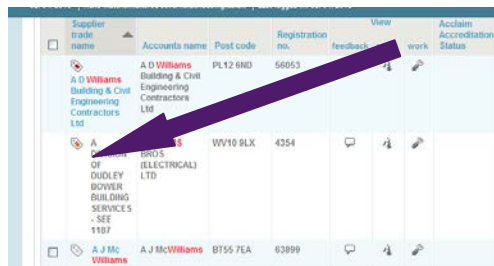 Supplier trade name
Accounts name
Post code
Registration no.
View
feedback
work
Acclaim Accreditation Status
A D Williams Building & Civil Engineering Contractors Ltd
A D Williams Building & Civil Engineering Contractors Ltd
PL12 6ND
56053
A
OF DUDLEY BOWER BUILDING SERVICES - SEE 1187
BROS (ELECTRICAL) LTD
WV10 9LX
4354
A J Mc Williams
A J McWilliams
BT55 7EA
63899